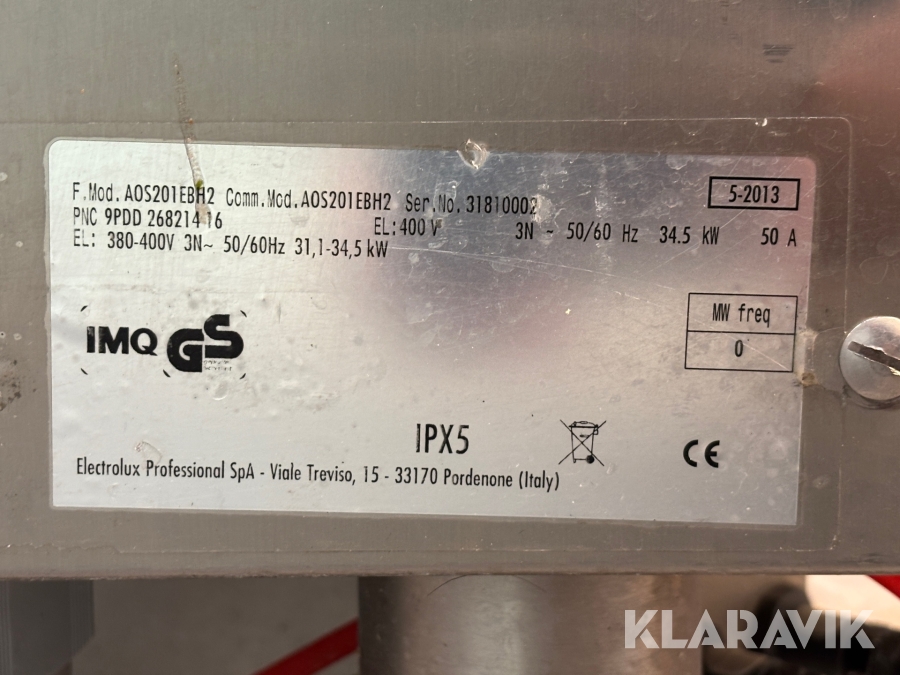 F.Mod. AOS201EBH2 Comm.Mod. AOS201EBH2 Ser.No. 31810002
5-2013
PNC 9PDD 26821416 EL:400 V 3N ~ 50/60 Hz 34.5 kW 50 A
EL: 380-400V 3N~ 50/60Hz 31,1-34,5 kW
MW freq
0
IMQ GS
IPX5
CE
Electrolux Professional SpA - Viale Treviso, 15 - 33170 Pordenone (Italy)
KLARAVIK